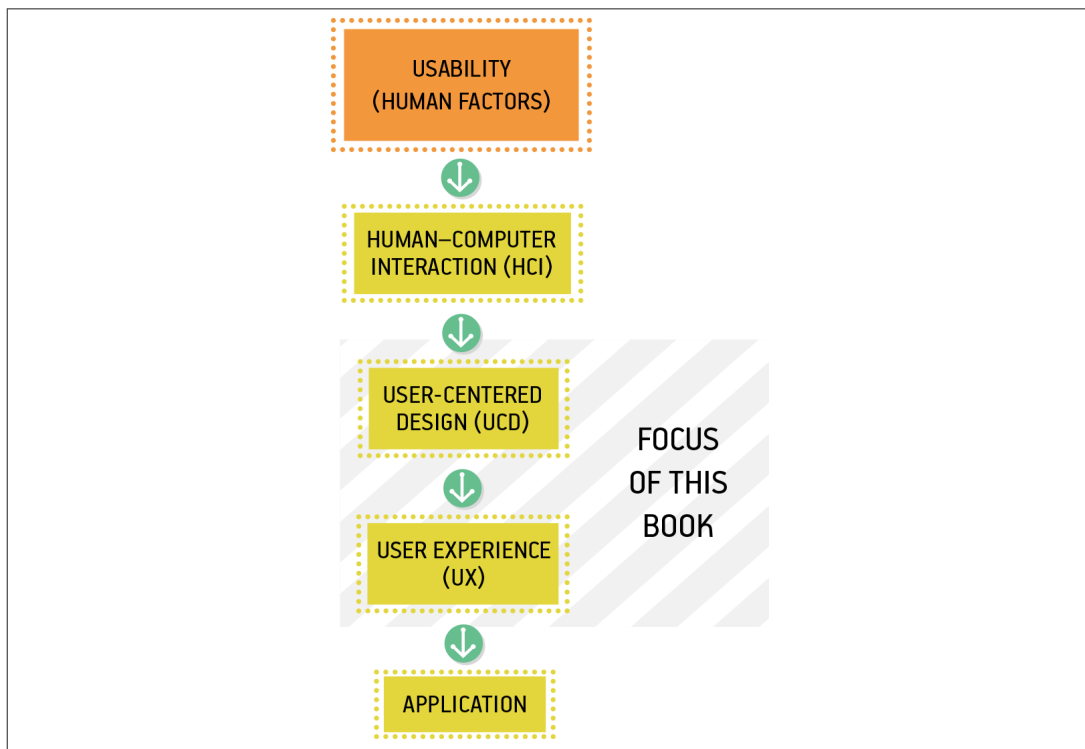 USABILITY
(HUMAN FACTORS)
HUMAN–COMPUTER
INTERACTION (HCI)
USER-CENTERED
DESIGN (UCD)
FOCUS
OF THIS
BOOK
USER EXPERIENCE
(UX)
APPLICATION